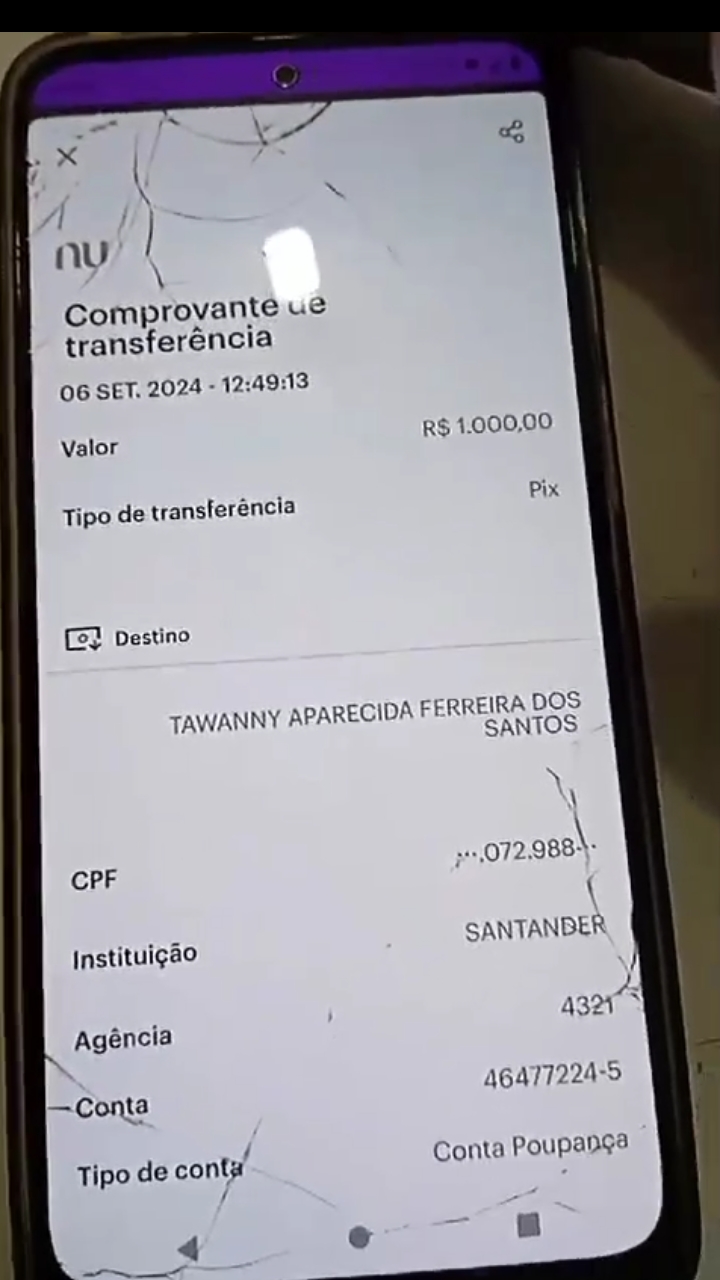 nu
Comprovante de
transferência
06 SET. 2024 - 12:49:13
Valor R$ 1.000,00
Tipo de transferência Pix
Destino
TAWANNY APARECIDA FERREIRA DOS
SANTOS
CPF •••.072.988-••
Instituição SANTANDER
Agência 4321
Conta 46477224-5
Tipo de conta Conta Poupança